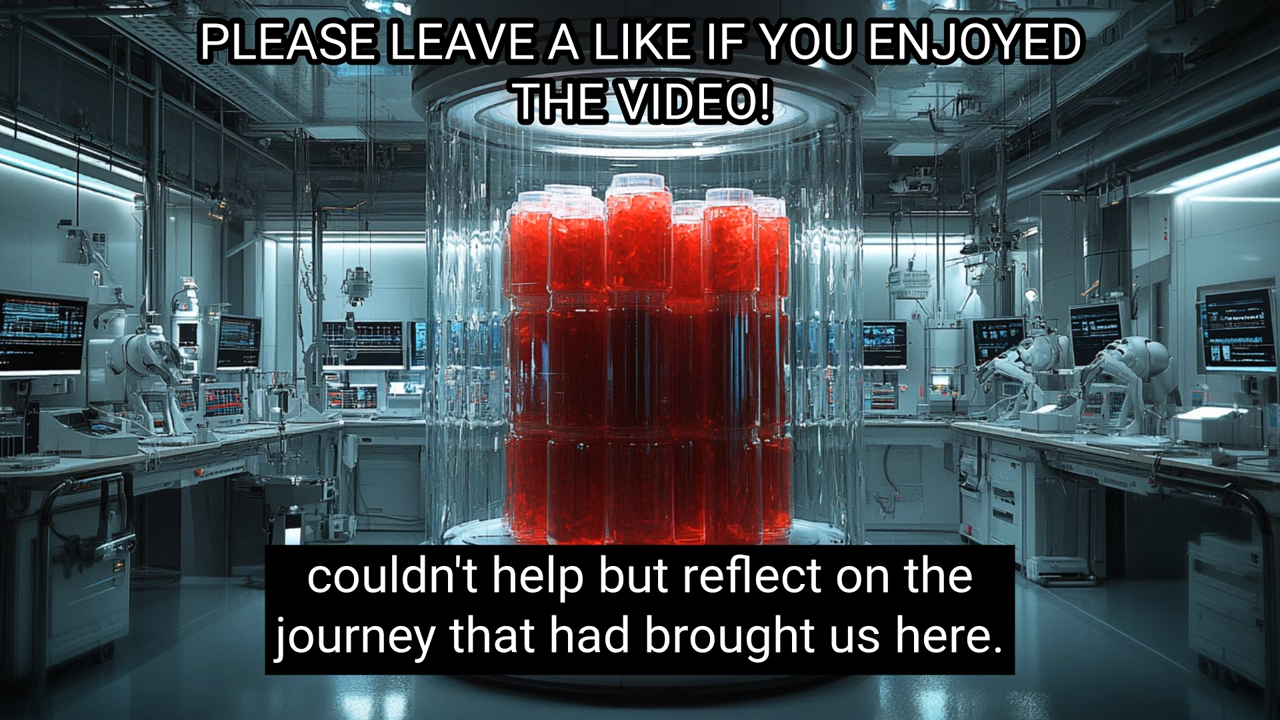 PLEASE LEAVE A LIKE IF YOU ENJOYED
THE VIDEO!
couldn't help but reflect on the
journey that had brought us here.